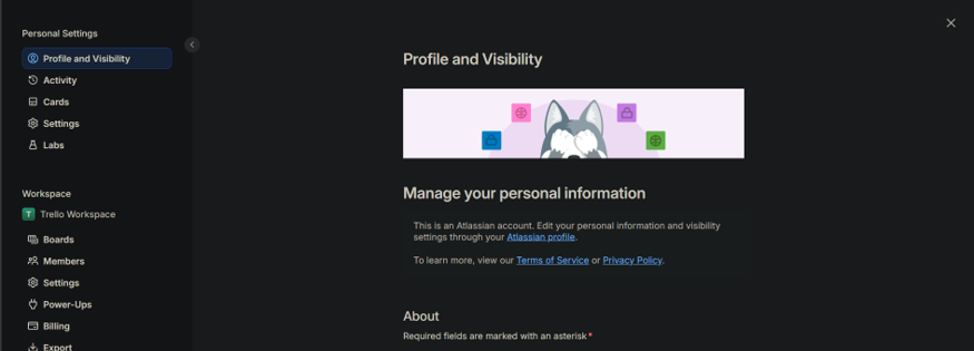 Personal Settings
Profile and Visibility
Activity
Cards
Settings
Labs
Workspace
T Trello Workspace
Boards
Members
Settings
Power-Ups
Billing
Export
Profile and Visibility
Manage your personal information
This is an Atlassian account. Edit your personal information and visibility
settings through your Atlassian profile.
To learn more, view our Terms of Service or Privacy Policy.
About
Required fields are marked with an asterisk*